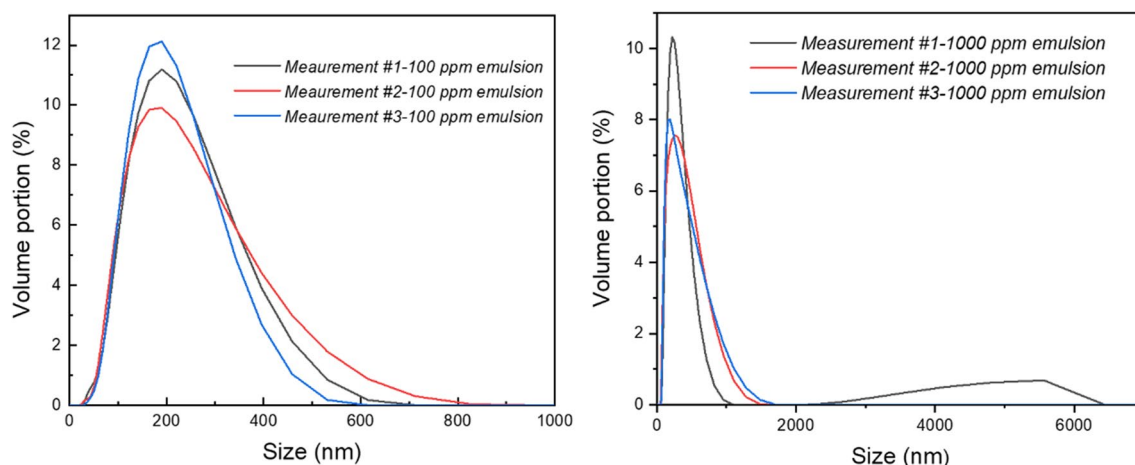 12
10
8
6
4
2
0
0
200
400
600
800
1000
Volume portion (%)
Size (nm)
Meaurement #1-100 ppm emulsion
Meaurement #2-100 ppm emulsion
Meaurement #3-100 ppm emulsion
10
8
6
4
2
0
0
2000
4000
6000
Volume portion (%)
Size (nm)
Measurement #1-1000 ppm emulsion
Measurement #2-1000 ppm emulsion
Measurement #3-1000 ppm emulsion